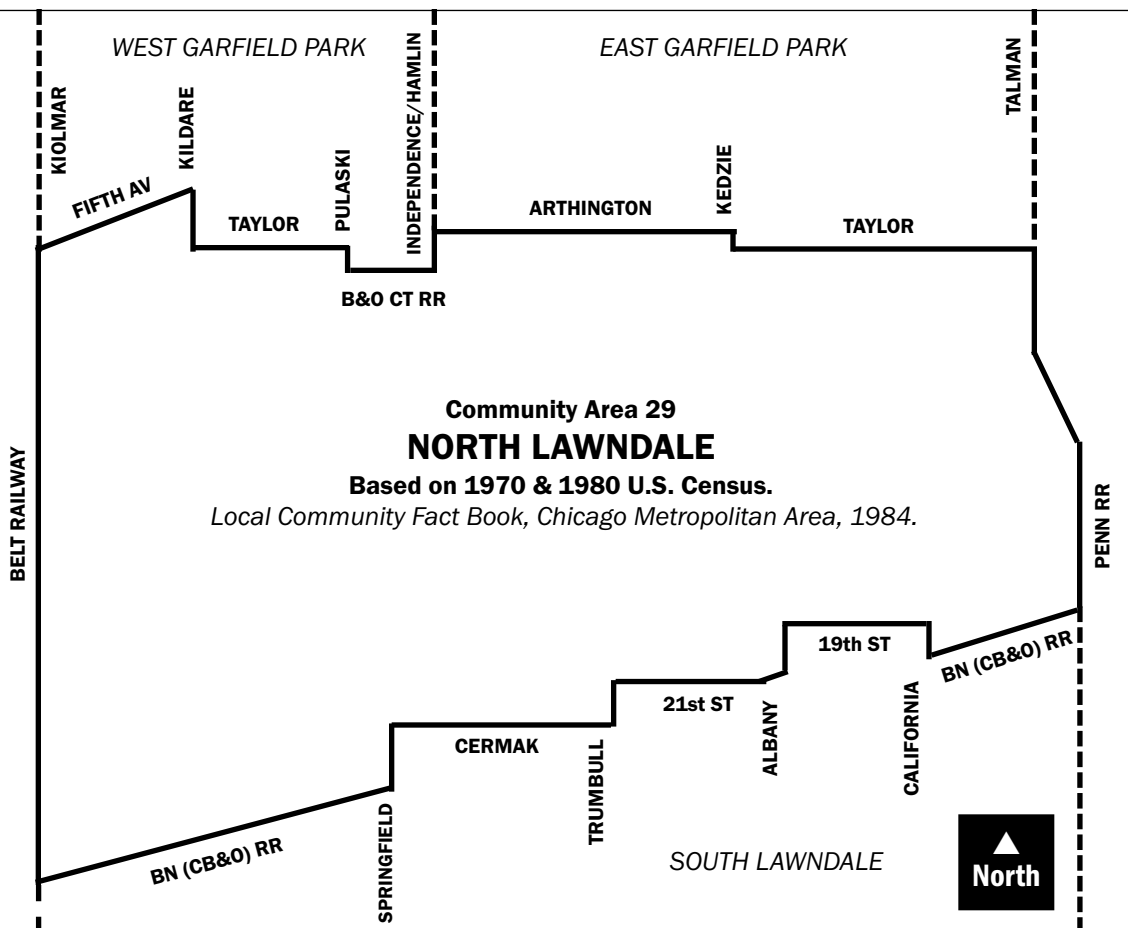 WEST GARFIELD PARK
EAST GARFIELD PARK
KIOLMAR
KILDARE
PULASKI
INDEPENDENCE/HAMLIN
KEDZIE
TALMAN
FIFTH AV
TAYLOR
ARTHINGTON
TAYLOR
B&O CT RR
Community Area 29
NORTH LAWNDALE
Based on 1970 & 1980 U.S. Census.
Local Community Fact Book, Chicago Metropolitan Area, 1984.
BELT RAILWAY
PENN RR
19th ST
BN (CB&O) RR
21st ST
ALBANY
CALIFORNIA
CERMAK
TRUMBULL
SPRINGFIELD
BN (CB&O) RR
SOUTH LAWNDALE
North